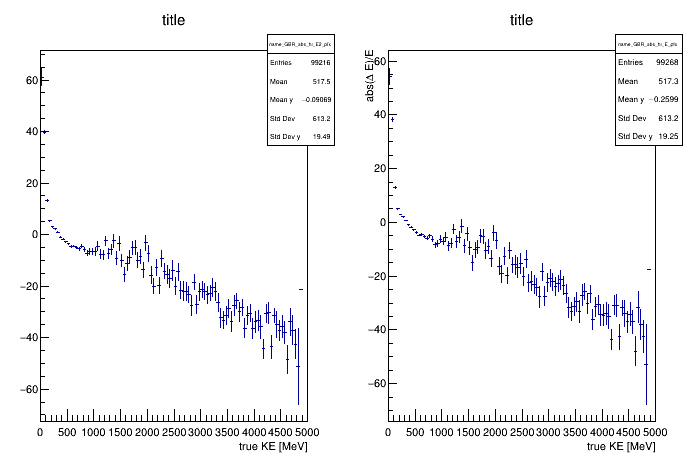 title
name_GBR_abs_hi_E2_pfx
Entries 99216
Mean 517.5
Mean y −0.09069
Std Dev 613.2
Std Dev y 19.49
60
40
20
0
−20
−40
−60
0 500 1000 1500 2000 2500 3000 3500 4000 4500 5000
true KE [MeV]
title
abs(Δ E)/E
Entries 99268
Mean 517.3
Mean y −0.2599
Std Dev 613.2
Std Dev y 19.25
60
40
20
0
−20
−40
−60
0 500 1000 1500 2000 2500 3000 3500 4000 4500 5000
true KE [MeV]